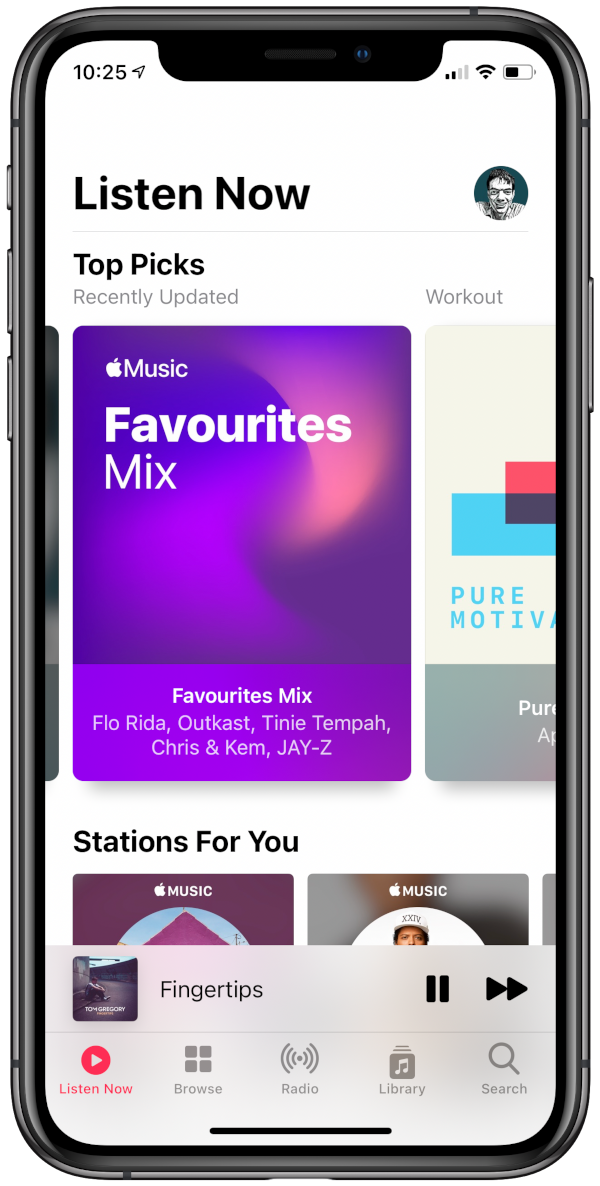 10:25
Listen Now
Top Picks
Recently Updated
Workout
Music
Favourites
Mix
PURE
Favourites Mix
Flo Rida, Outkast, Tinie Tempah,
Chris & Kem, JAY-Z
Pure
Stations For You
MUSIC
MUSIC
XXIV
TOM GREGORY
FINGERTIPS
Fingertips
Listen Now
Browse
Radio
Library
Search